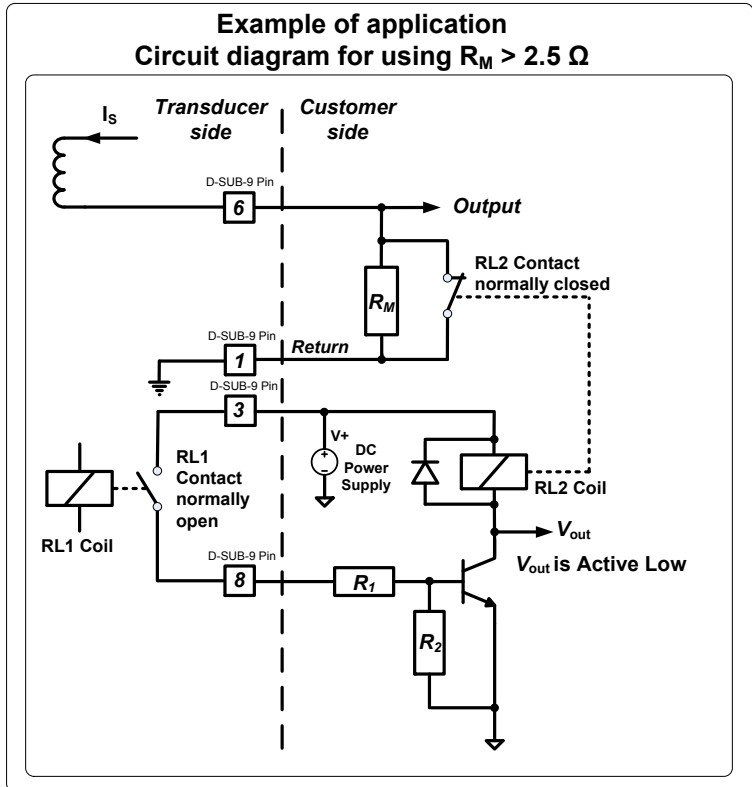 Example of application
Circuit diagram for using RM > 2.5 Ω
Transducer side
Customer side
IS
D-SUB-9 Pin
6
Output
RL2 Contact
normally closed
RM
D-SUB-9 Pin
1
Return
D-SUB-9 Pin
3
V+
DC
Power
Supply
RL1
Contact
normally
open
RL1 Coil
RL2 Coil
Vout
Vout is Active Low
D-SUB-9 Pin
8
R1
R2